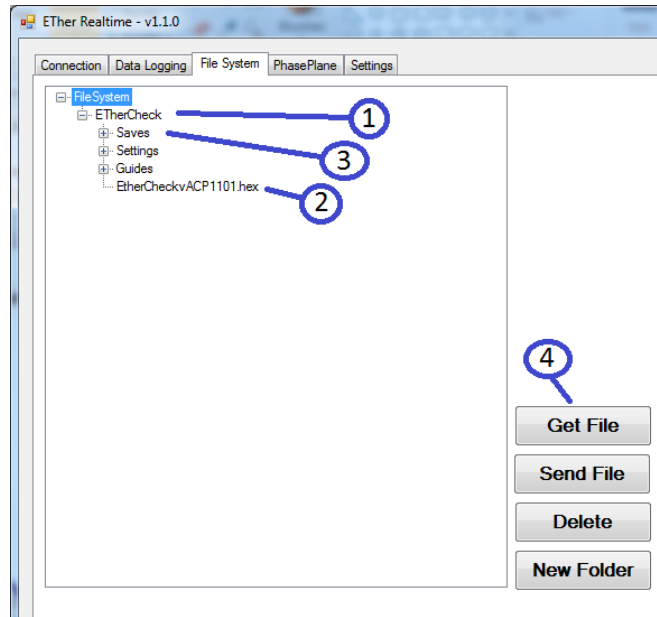 ETher Realtime - v1.1.0
Connection Data Logging File System PhasePlane Settings
FileSystem
ETherCheck
1
Saves
3
Settings
Guides
EtherCheckvACP1101.hex
2
4
Get File
Send File
Delete
New Folder